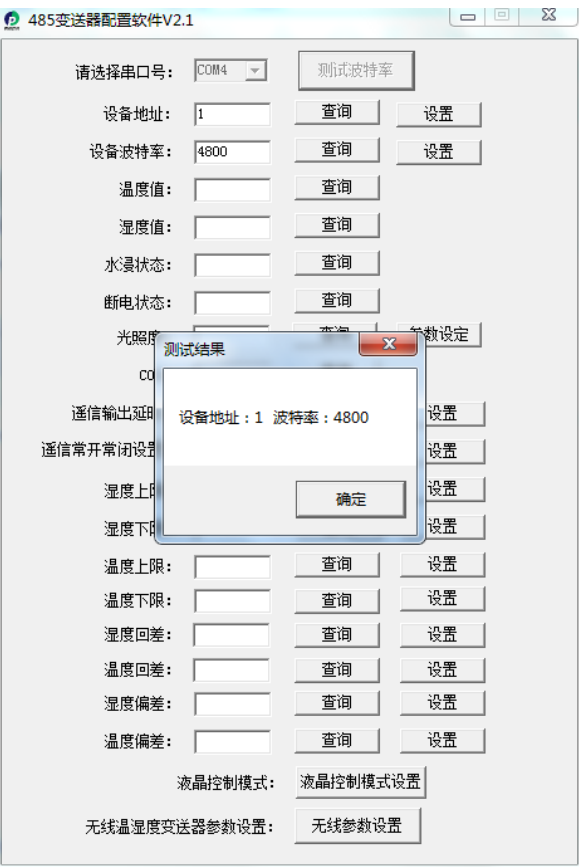 485变送器配置软件V2.1
请选择串口号： COM4 测试波特率
设备地址： 1 查询 设置
设备波特率： 4800 查询 设置
温度值： 查询
湿度值： 查询
水浸状态： 查询
断电状态： 查询
光照度 参数设定
测试结果
CO
设备地址：1 波特率：4800
遥信输出延时 设置
遥信常开常闭设置 设置
湿度上限 设置
确定
湿度下限 设置
温度上限： 查询 设置
温度下限： 查询 设置
湿度回差： 查询 设置
温度回差： 查询 设置
湿度偏差： 查询 设置
温度偏差： 查询 设置
液晶控制模式： 液晶控制模式设置
无线温湿度变送器参数设置： 无线参数设置